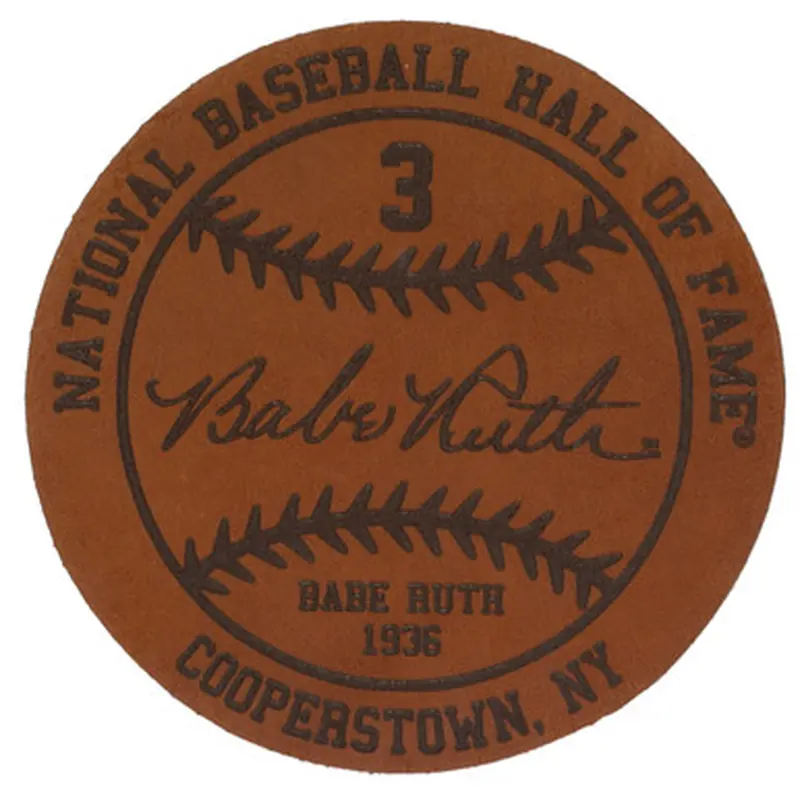 NATIONAL BASEBALL HALL OF FAME®
3
Babe Ruth
BABE RUTH
1936
COOPERSTOWN, NY